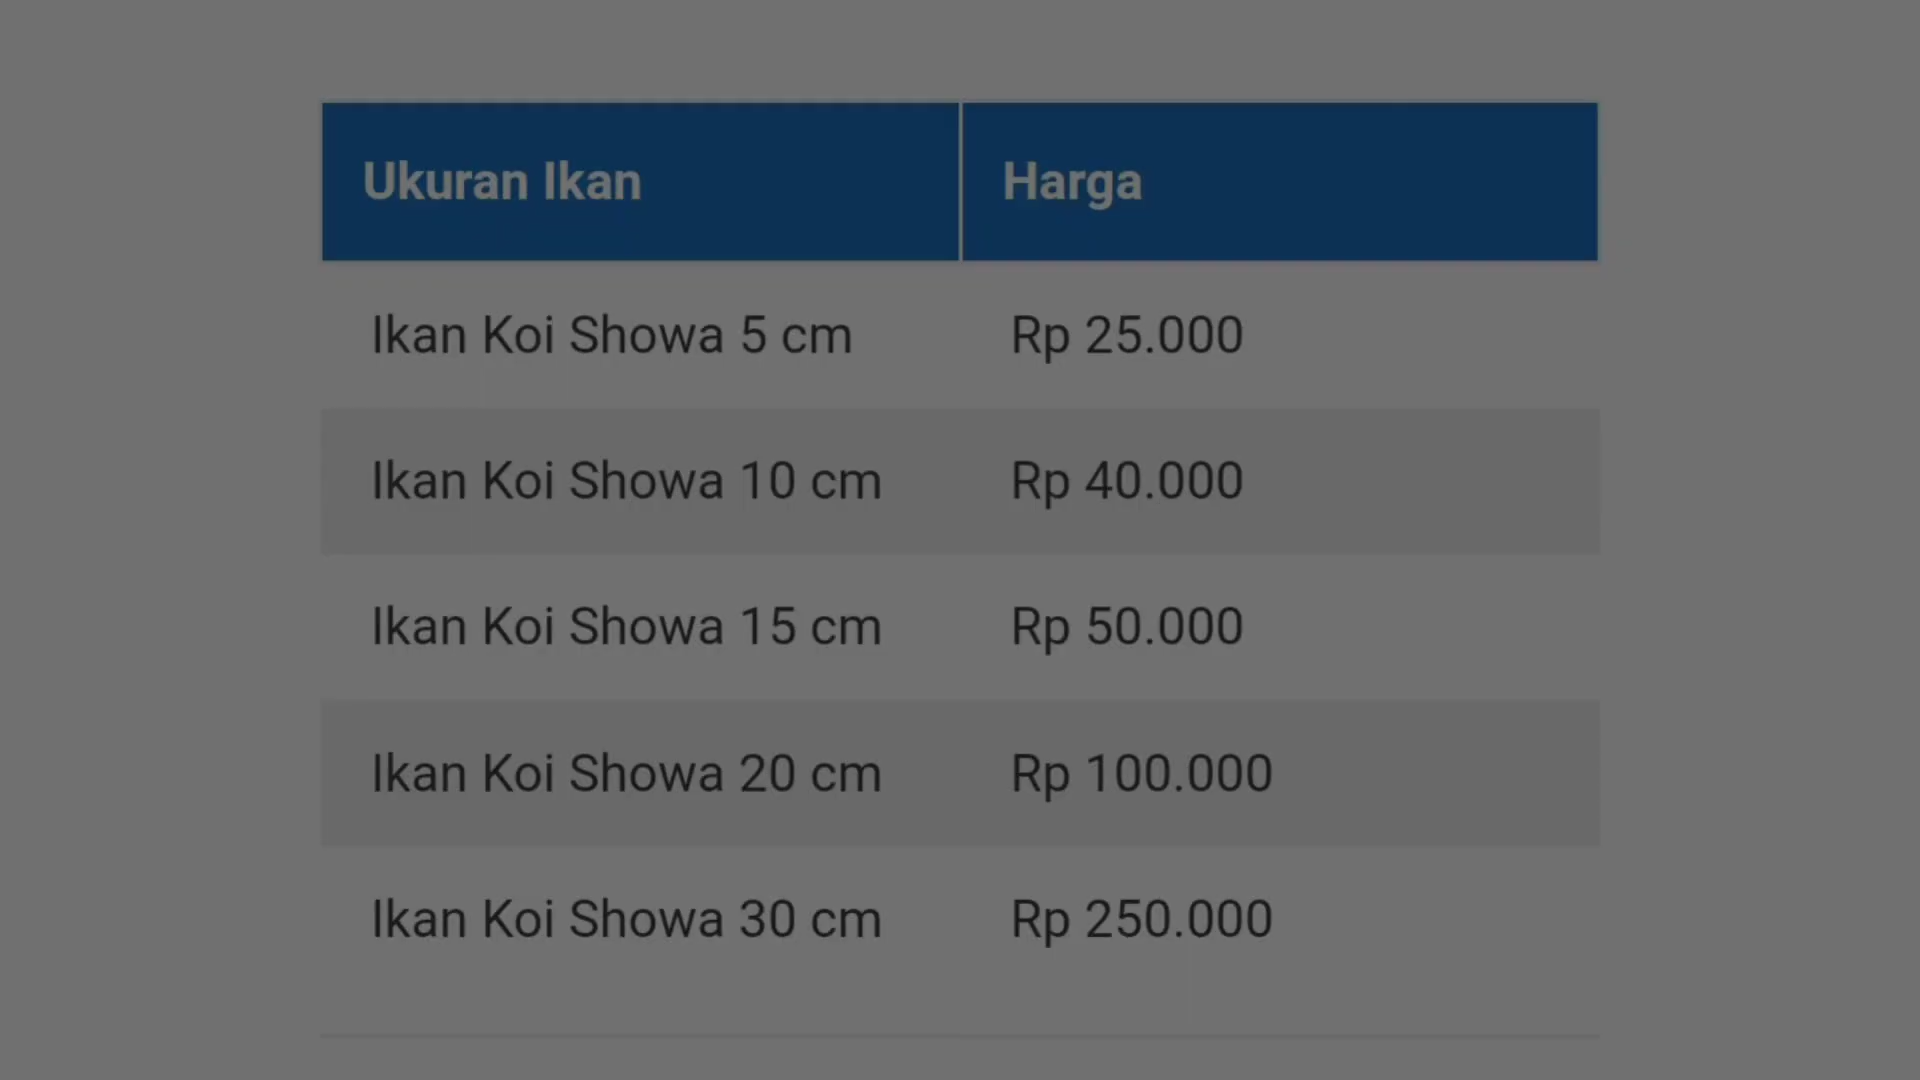 Ukuran Ikan Harga
Ikan Koi Showa 5 cm Rp 25.000
Ikan Koi Showa 10 cm Rp 40.000
Ikan Koi Showa 15 cm Rp 50.000
Ikan Koi Showa 20 cm Rp 100.000
Ikan Koi Showa 30 cm Rp 250.000